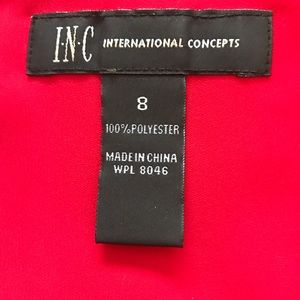 I·N·C INTERNATIONAL CONCEPTS
8
100% POLYESTER
MADE IN CHINA
WPL 8046